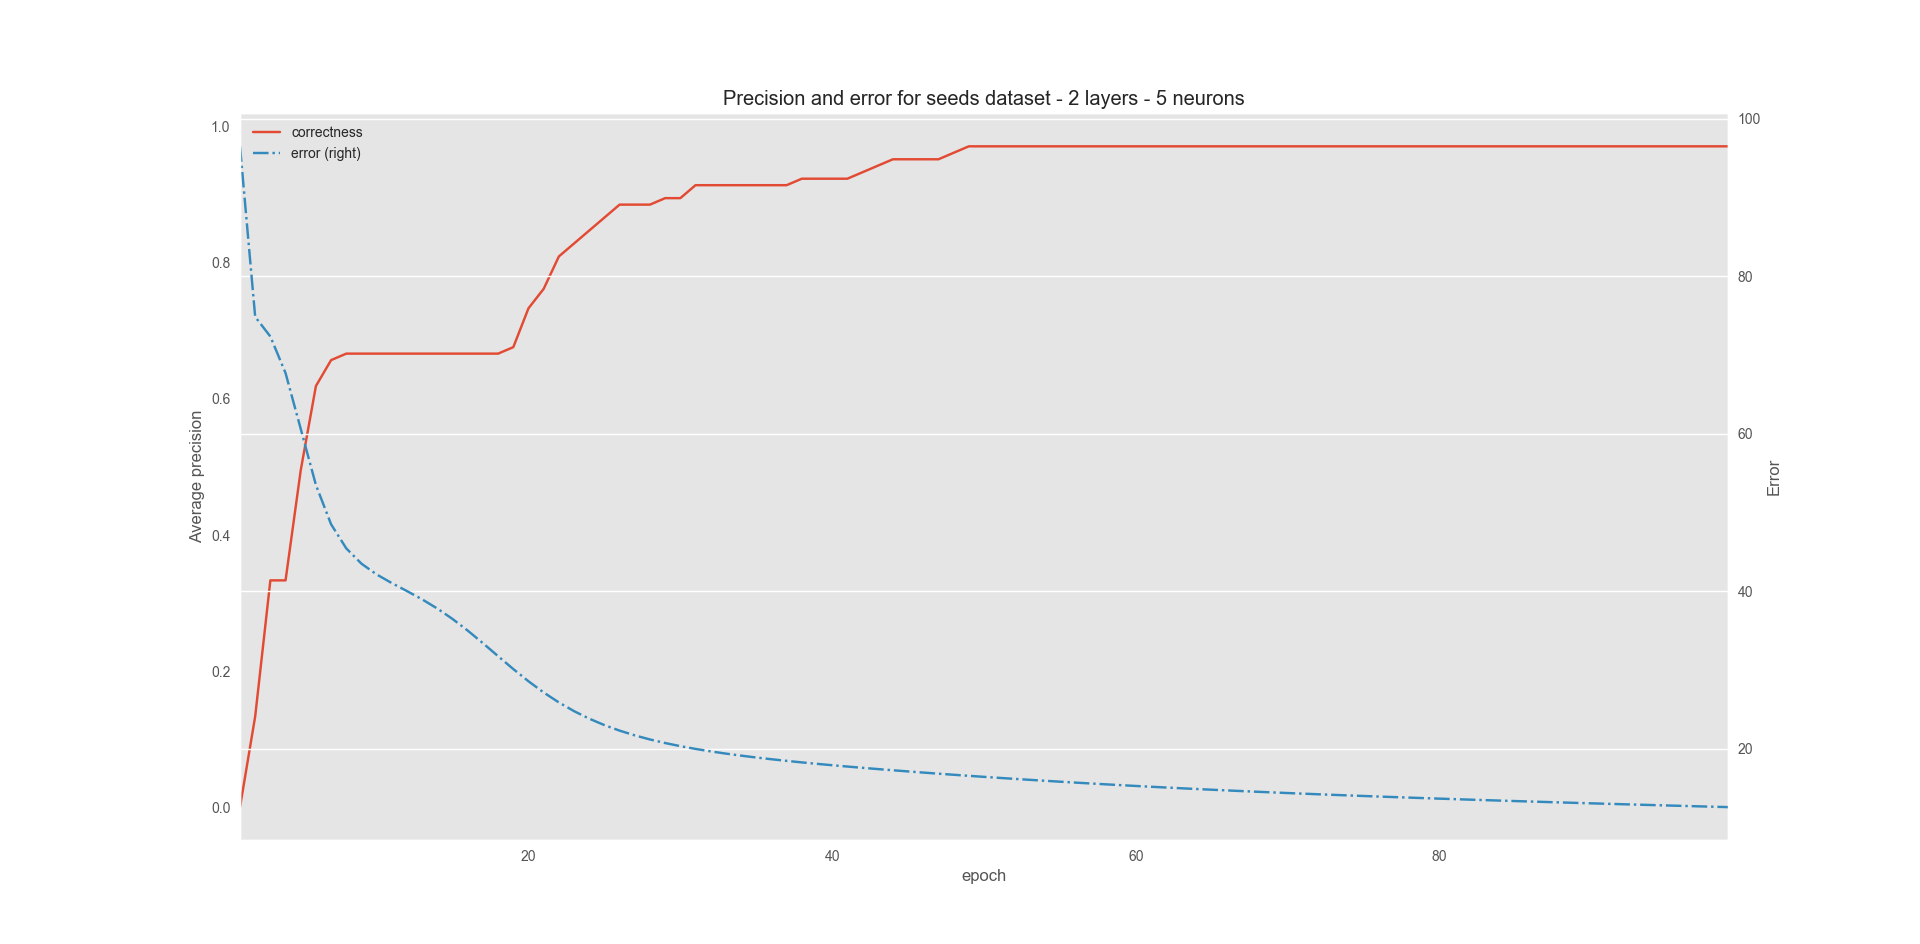 Precision and error for seeds dataset - 2 layers - 5 neurons
correctness
error (right)
1.0
0.8
0.6
0.4
0.2
0.0
Average precision
100
80
60
40
20
Error
20 40 60 80
epoch